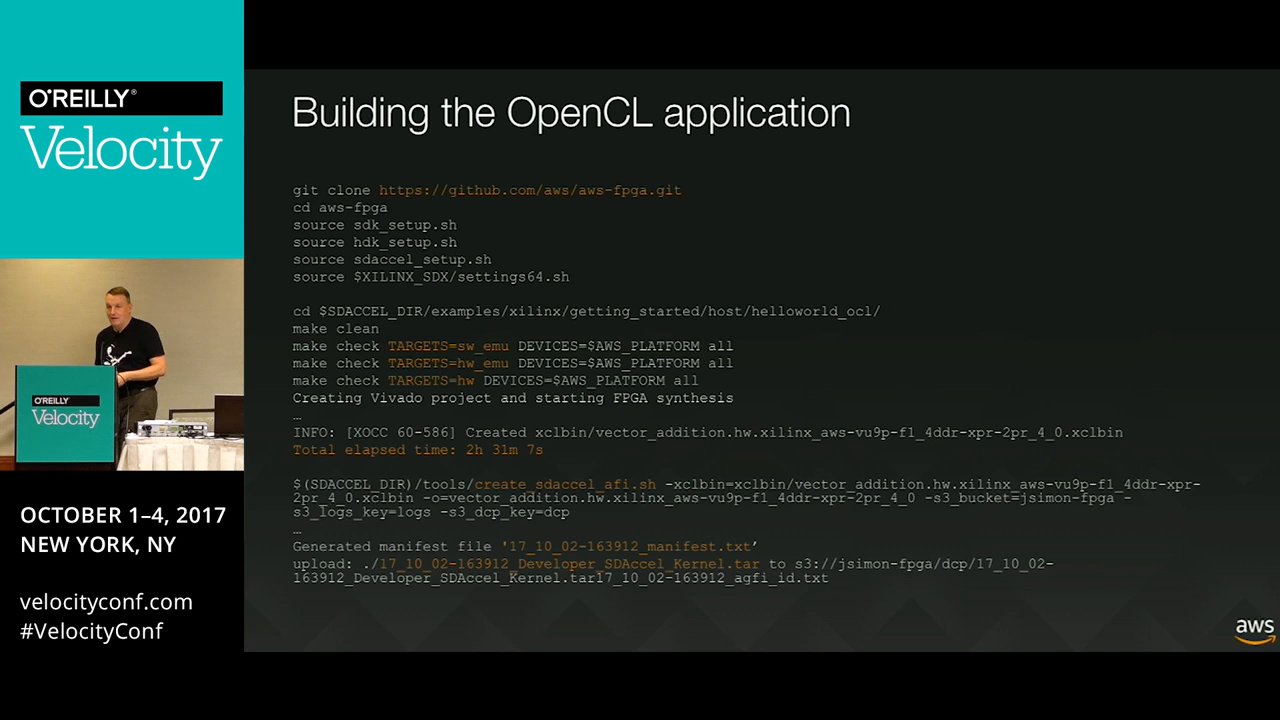 O'REILLY®
Velocity
Building the OpenCL application
git clone https://github.com/aws/aws-fpga.git
cd aws-fpga
source sdk_setup.sh
source hdk_setup.sh
source sdaccel_setup.sh
source $XILINX_SDX/settings64.sh
cd $SDACCEL_DIR/examples/xilinx/getting_started/host/helloworld_ocl/
make clean
make check TARGETS=sw_emu DEVICES=$AWS_PLATFORM all
make check TARGETS=hw_emu DEVICES=$AWS_PLATFORM all
make check TARGETS=hw DEVICES=$AWS_PLATFORM all
Creating Vivado project and starting FPGA synthesis
…
INFO: [XOCC 60-586] Created xclbin/vector_addition.hw.xilinx_aws-vu9p-f1_4ddr-xpr-2pr_4_0.xclbin
Total elapsed time: 2h 31m 7s
$(SDACCEL_DIR)/tools/create_sdaccel_afi.sh -xclbin=xclbin/vector_addition.hw.xilinx_aws-vu9p-f1_4ddr-xpr-
2pr_4_0.xclbin -o=vector_addition.hw.xilinx_aws-vu9p-f1_4ddr-xpr-2pr_4_0 -s3_bucket=jsimon-fpga -
s3_logs_key=logs -s3_dcp_key=dcp
…
Generated manifest file '17_10_02-163912_manifest.txt’
upload: ./17_10_02-163912_Developer_SDAccel_Kernel.tar to s3://jsimon-fpga/dcp/17_10_02-
163912_Developer_SDAccel_Kernel.tar17_10_02-163912_agfi_id.txt
aws
O'REILLY
Velocity
OCTOBER 1–4, 2017
NEW YORK, NY
velocityconf.com
#VelocityConf